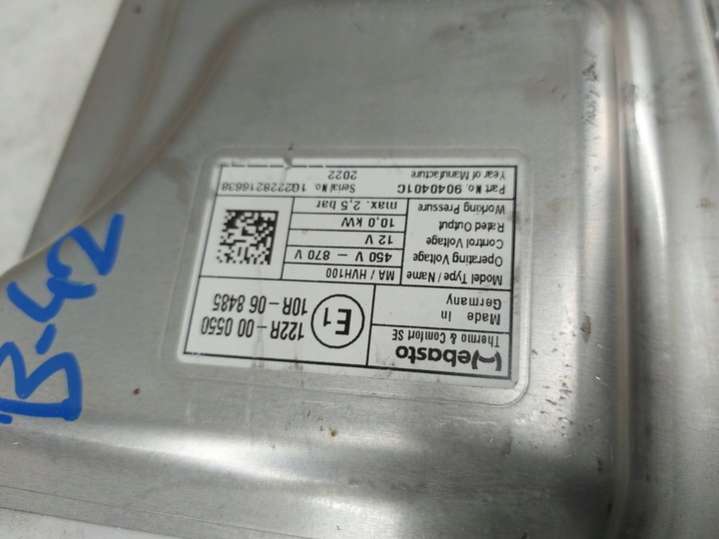 Webasto
Thermo & Comfort SE
Made In
Germany
E1
122R-00 0550
10R-06 8485
Model Type / Name MA / HVH100
Operating Voltage 450 V - 870 V
Control Voltage 12 V
Rated Output 10,0 kW
Working Pressure max. 2,5 bar
Part No. 9040401C Serial No. 1G2228216638
Year of Manufacture 2022
B-42